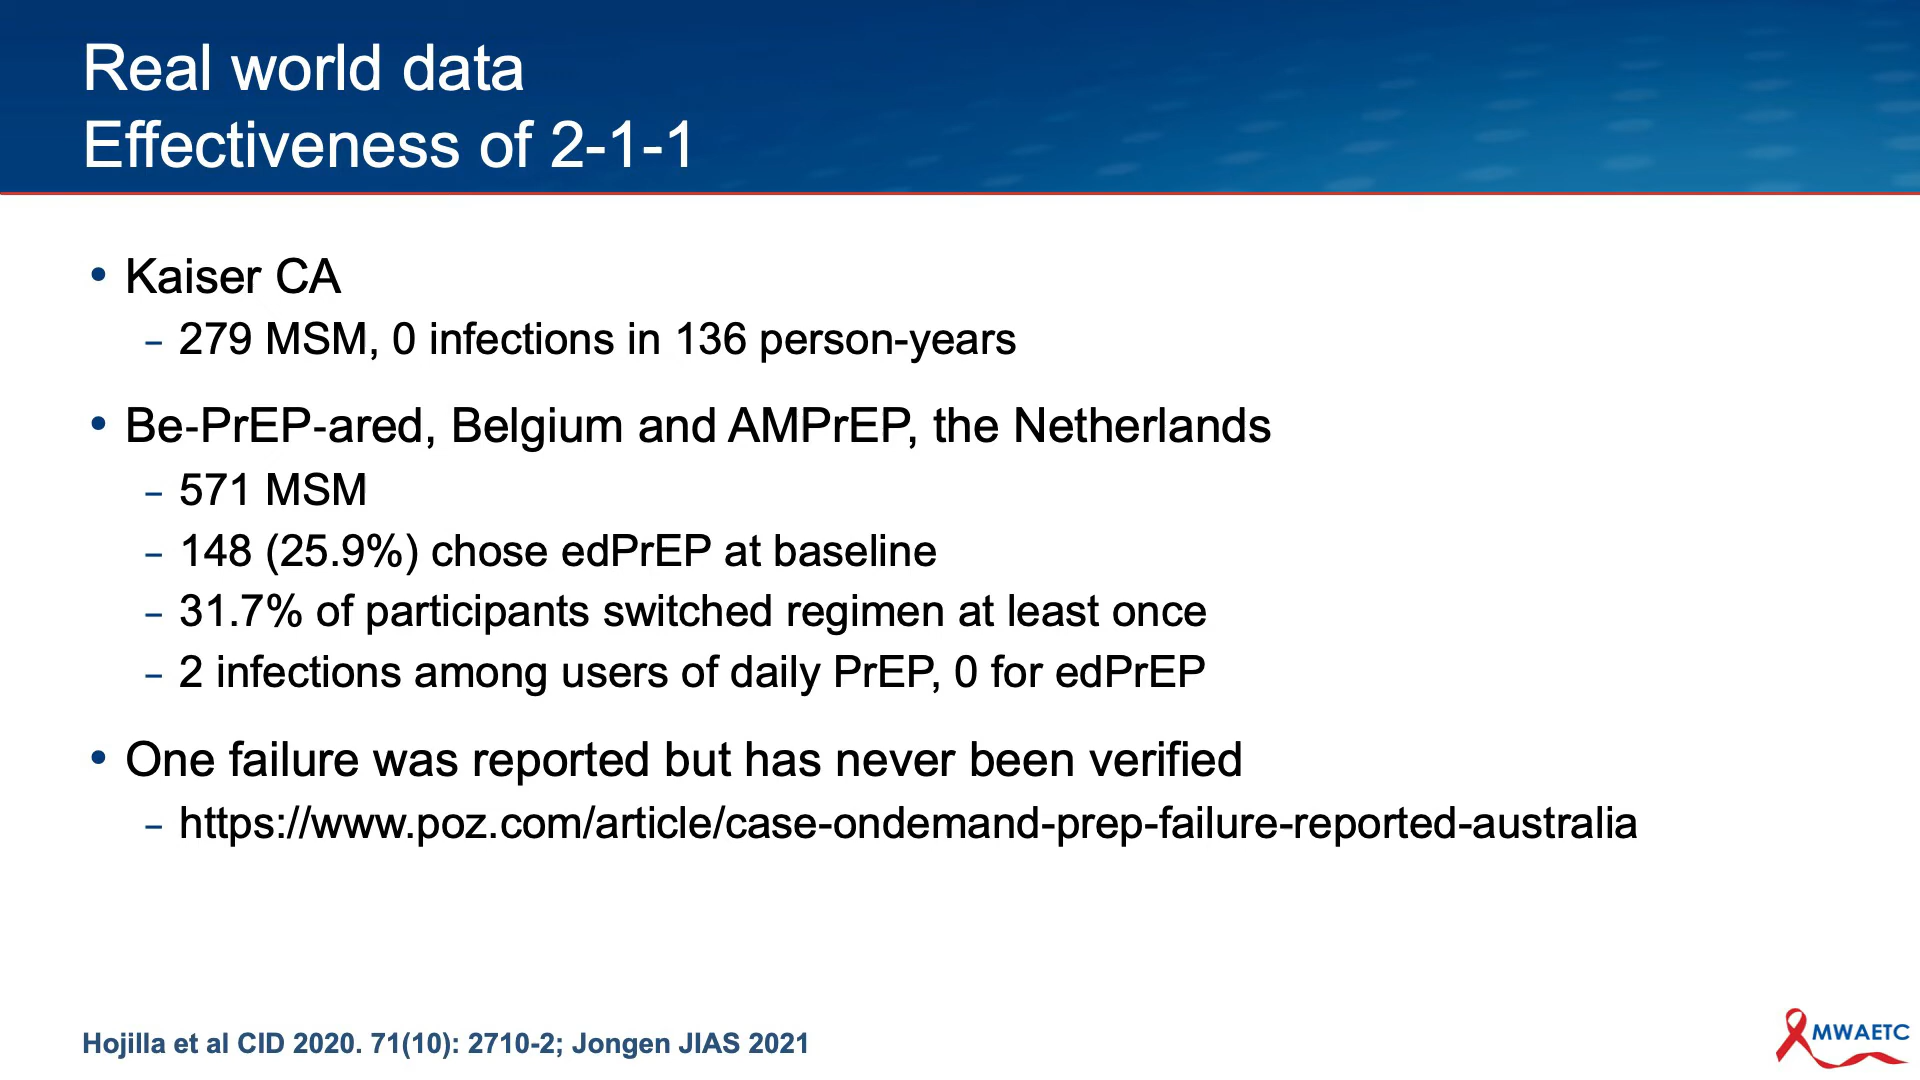 Real world data
Effectiveness of 2-1-1
• Kaiser CA
– 279 MSM, 0 infections in 136 person-years
• Be-PrEP-ared, Belgium and AMPrEP, the Netherlands
– 571 MSM
– 148 (25.9%) chose edPrEP at baseline
– 31.7% of participants switched regimen at least once
– 2 infections among users of daily PrEP, 0 for edPrEP
• One failure was reported but has never been verified
– https://www.poz.com/article/case-ondemand-prep-failure-reported-australia
Hojilla et al CID 2020. 71(10): 2710-2; Jongen JIAS 2021
MWAETC